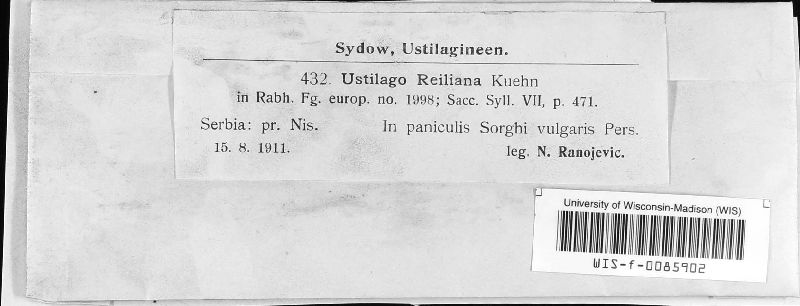 Sydow, Ustilagineen.
432. Ustilago Reiliana Kuehn
in Rabh. Fg. europ. no. 1998; Sacc. Syll. VII, p. 471.
Serbia: pr. Nis. In paniculis Sorghi vulgaris Pers.
15. 8. 1911. leg. N. Ranojevic.
University of Wisconsin-Madison (WIS)
WIS-f-0085902